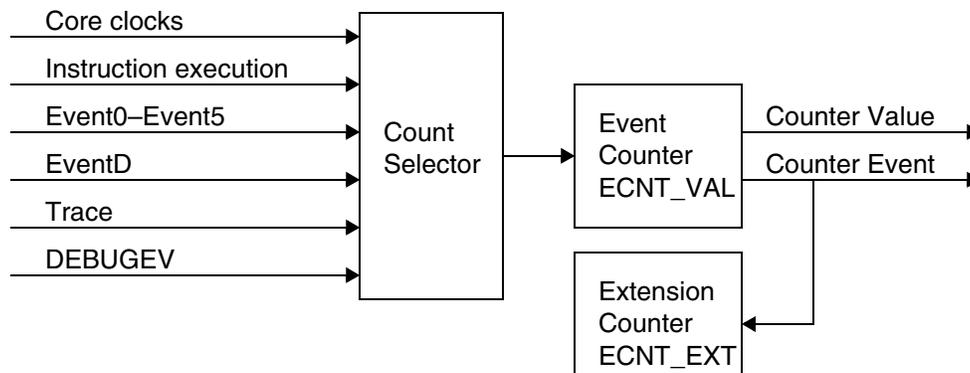 Core clocks
Instruction execution
Event0–Event5
EventD
Trace
DEBUGEV
Count
Selector
Event
Counter
ECNT_VAL
Counter Value
Counter Event
Extension
Counter
ECNT_EXT